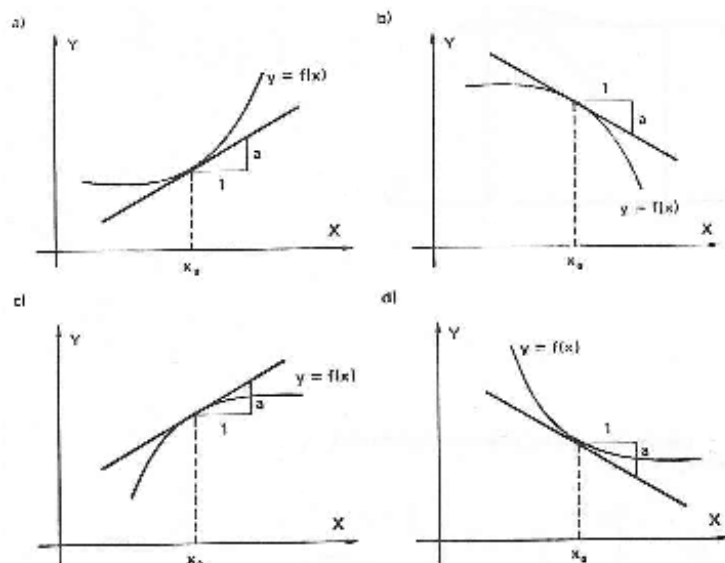 a)
Y
y = f(x)
a
1
X
x₀
b)
Y
1
a
y = f(x)
X
x₀
c)
Y
y = f(x)
a
1
X
d)
Y
y = f(x)
1
a
X
x₀